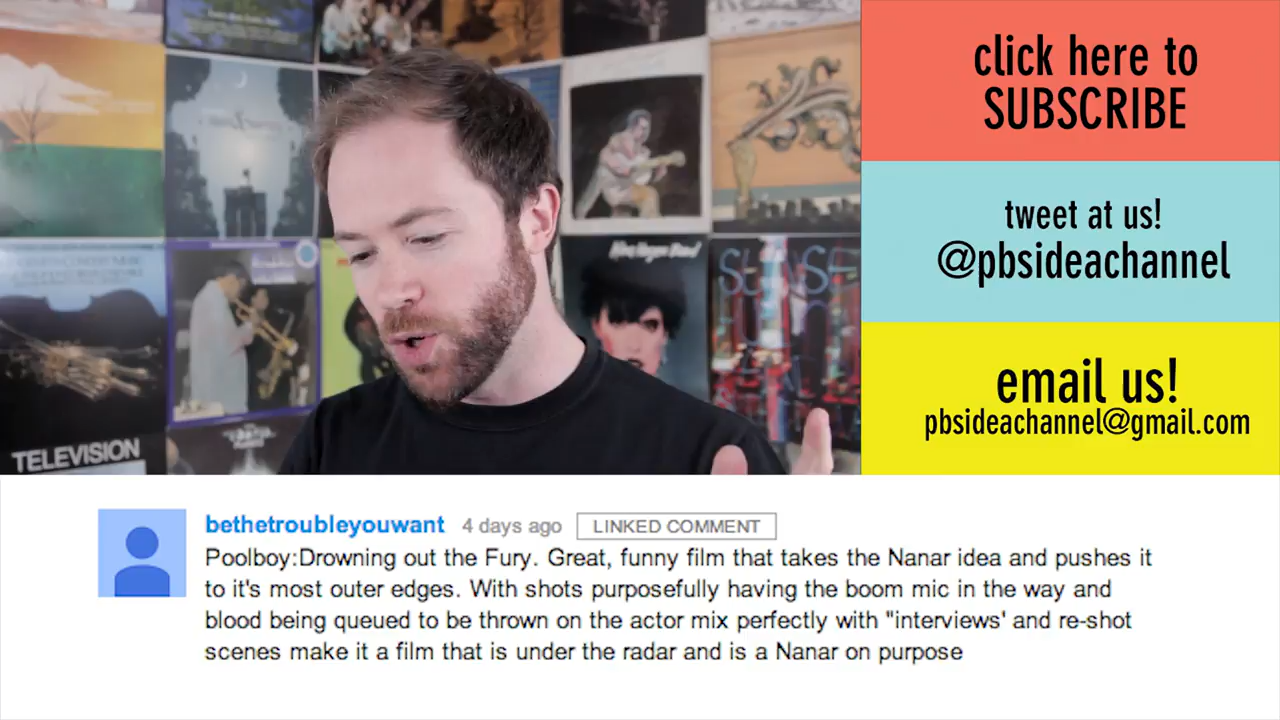 click here to
SUBSCRIBE
tweet at us!
@pbsideachannel
email us!
pbsideachannel@gmail.com
TELEVISION
bethetroubleyouwant 4 days ago LINKED COMMENT
Poolboy:Drowning out the Fury. Great, funny film that takes the Nanar idea and pushes it
to it's most outer edges. With shots purposefully having the boom mic in the way and
blood being queued to be thrown on the actor mix perfectly with "interviews' and re-shot
scenes make it a film that is under the radar and is a Nanar on purpose